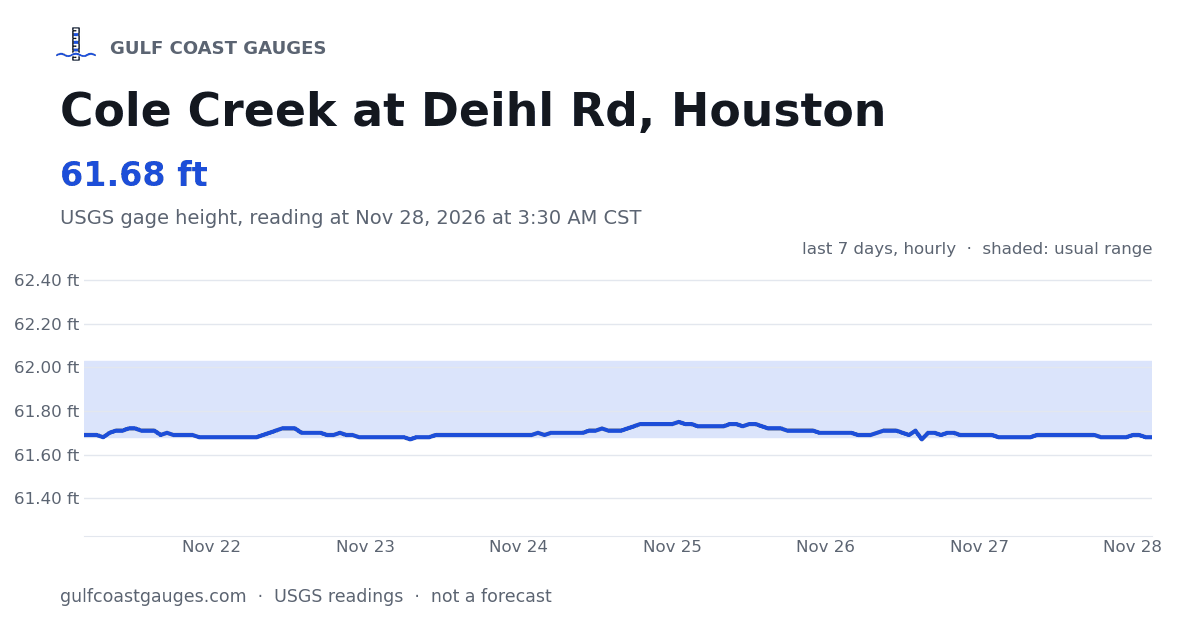 GULF COAST GAUGES
Cole Creek at Deihl Rd, Houston
61.68 ft
USGS gage height, reading at Nov 28, 2026 at 3:30 AM CST
last 7 days, hourly · shaded: usual range
62.40 ft
62.20 ft
62.00 ft
61.80 ft
61.60 ft
61.40 ft
Nov 22 Nov 23 Nov 24 Nov 25 Nov 26 Nov 27 Nov 28
gulfcoastgauges.com · USGS readings · not a forecast